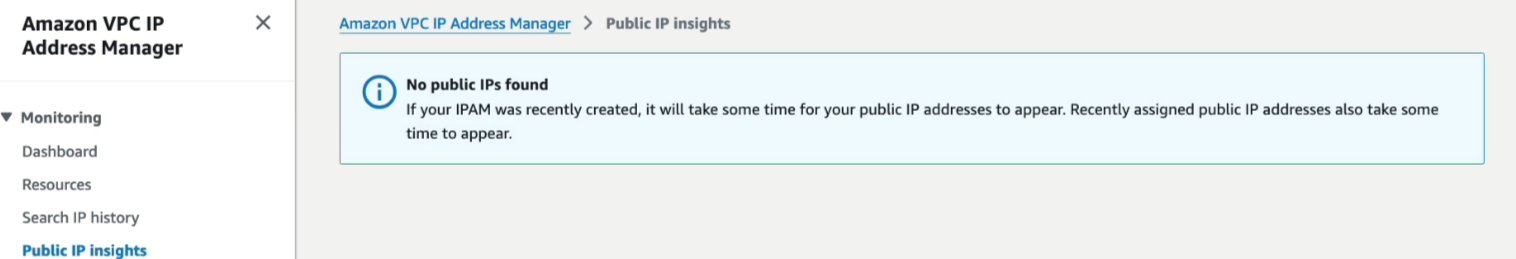 Amazon VPC IP
Address Manager
Monitoring
Dashboard
Resources
Search IP history
Public IP insights
Amazon VPC IP Address Manager > Public IP insights
No public IPs found
If your IPAM was recently created, it will take some time for your public IP addresses to appear. Recently assigned public IP addresses also take some
time to appear.